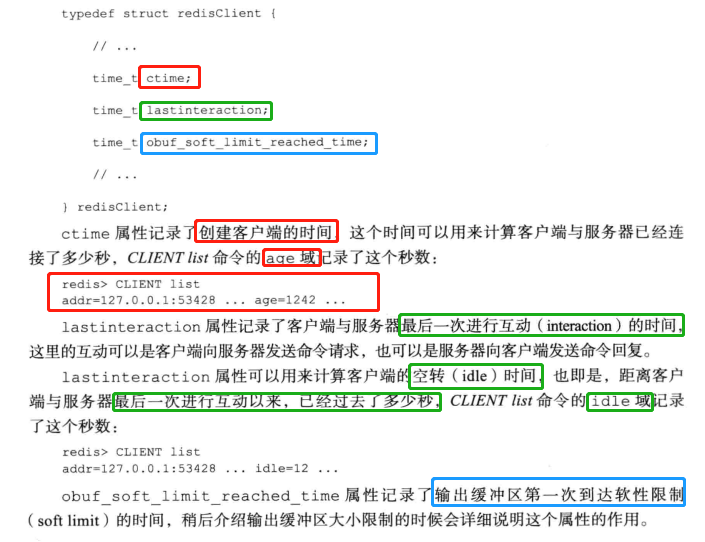 typedef struct redisClient {
// ...
time_t ctime;
time_t lastinteraction;
time_t obuf_soft_limit_reached_time;
// ...
} redisClient;
ctime 属性记录了创建客户端的时间，这个时间可以用来计算客户端与服务器已经连
接了多少秒，CLIENT list 命令的 age 域记录了这个秒数：
redis> CLIENT list
addr=127.0.0.1:53428 ... age=1242 ...
lastinteraction 属性记录了客户端与服务器最后一次进行互动（interaction）的时间，
这里的互动可以是客户端向服务器发送命令请求，也可以是服务器向客户端发送命令回复。
lastinteraction 属性可以用来计算客户端的空转（idle）时间，也即是，距离客户
端与服务器最后一次进行互动以来，已经过去了多少秒，CLIENT list 命令的 idle 域记录
了这个秒数：
redis> CLIENT list
addr=127.0.0.1:53428 ... idle=12 ...
obuf_soft_limit_reached_time 属性记录了输出缓冲区第一次到达软性限制
（soft limit）的时间，稍后介绍输出缓冲区大小限制的时候会详细说明这个属性的作用。